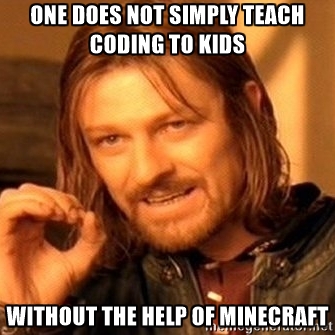 ONE DOES NOT SIMPLY TEACH
CODING TO KIDS
WITHOUT THE HELP OF MINECRAFT